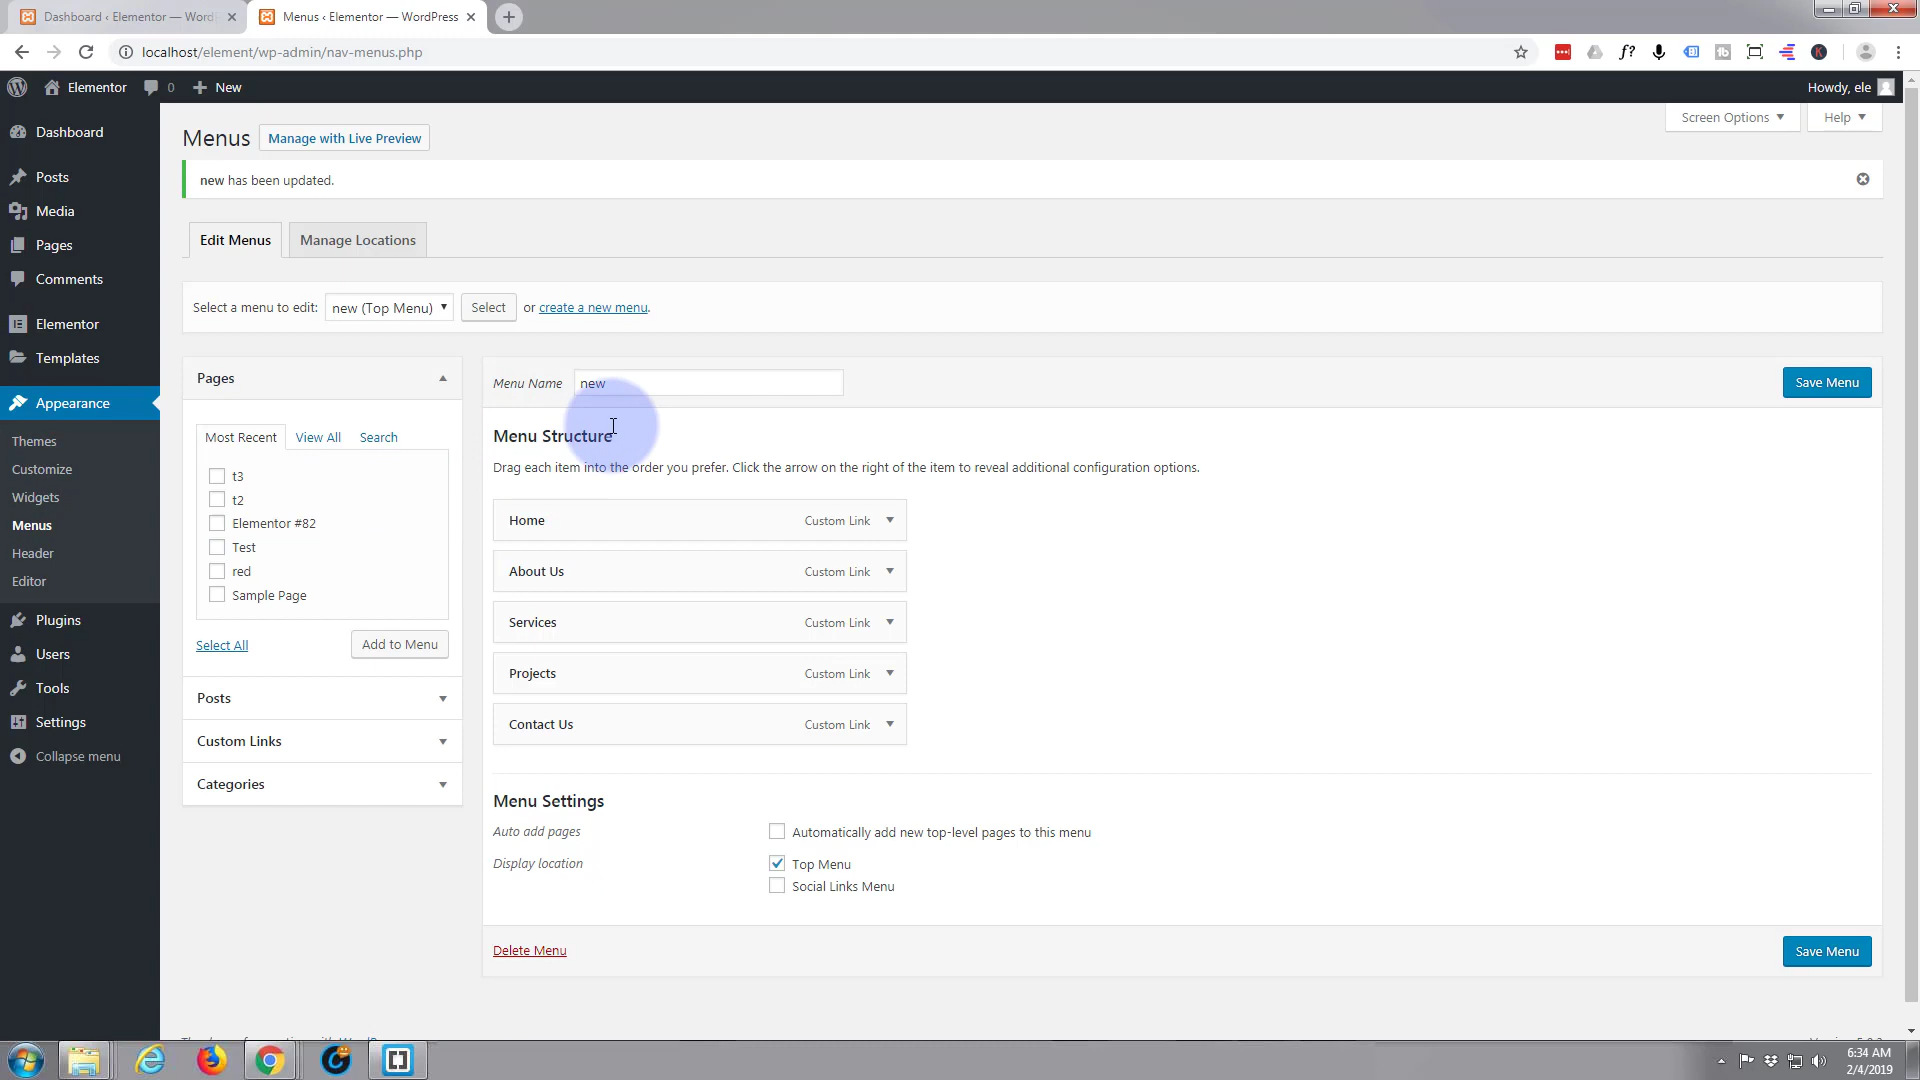 Dashboard ‹ Elementor — Word
Menus ‹ Elementor — WordPress
localhost/element/wp-admin/nav-menus.php
Elementor 0 New
Howdy, ele
Dashboard
Posts
Media
Pages
Comments
Elementor
Templates
Appearance
Themes
Customize
Widgets
Menus
Header
Editor
Plugins
Users
Tools
Settings
Collapse menu
Screen Options
Help
Menus
Manage with Live Preview
new has been updated.
Edit Menus
Manage Locations
Select a menu to edit: new (Top Menu) Select or create a new menu.
Pages
Most Recent View All Search
t3
t2
Elementor #82
Test
red
Sample Page
Select All
Add to Menu
Posts
Custom Links
Categories
Menu Name new
Save Menu
Menu Structure
Drag each item into the order you prefer. Click the arrow on the right of the item to reveal additional configuration options.
Home Custom Link
About Us Custom Link
Services Custom Link
Projects Custom Link
Contact Us Custom Link
Menu Settings
Auto add pages
Automatically add new top-level pages to this menu
Display location
Top Menu
Social Links Menu
Delete Menu
Save Menu
6:34 AM
2/4/2019